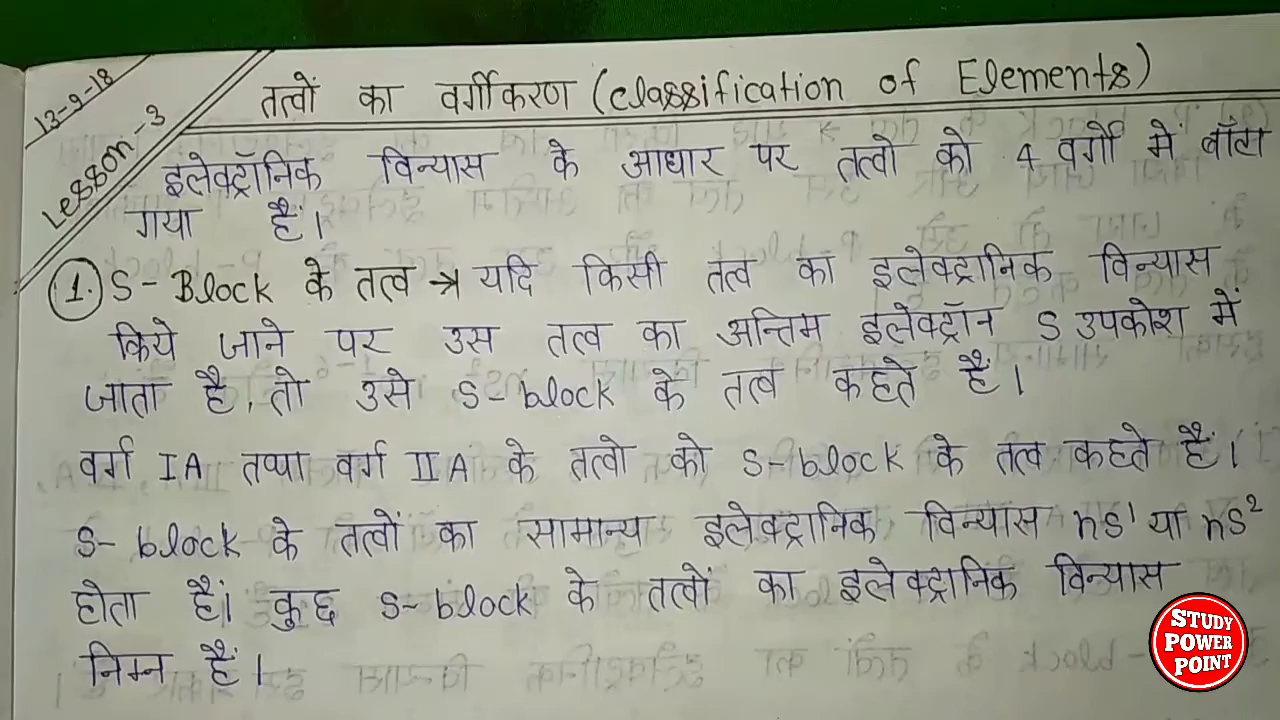 13-9-18
Lesson-3
तत्वों का वर्गीकरण (Classification of Elements)
इलेक्ट्रॉनिक विन्यास के आधार पर तत्वो को 4 वर्गों में बाँटा
गया हैं।
1. S-Block के तत्व → यदि किसी तत्व का इलेक्ट्रानिक विन्यास
किये जाने पर उस तत्व का अन्तिम इलेक्ट्रॉन S उपकोश में
जाता है, तो उसे S-block के तत्व कहते हैं।
वर्ग IA तथा वर्ग IIA के तत्वो को S-block के तत्व कहते हैं।
S-block के तत्वों का सामान्य इलेक्ट्रानिक विन्यास ns¹ या ns²
होता हैं। कुछ S-block के तत्वों का इलेक्ट्रानिक विन्यास
निम्न हैं।
STUDY
POWER
POINT